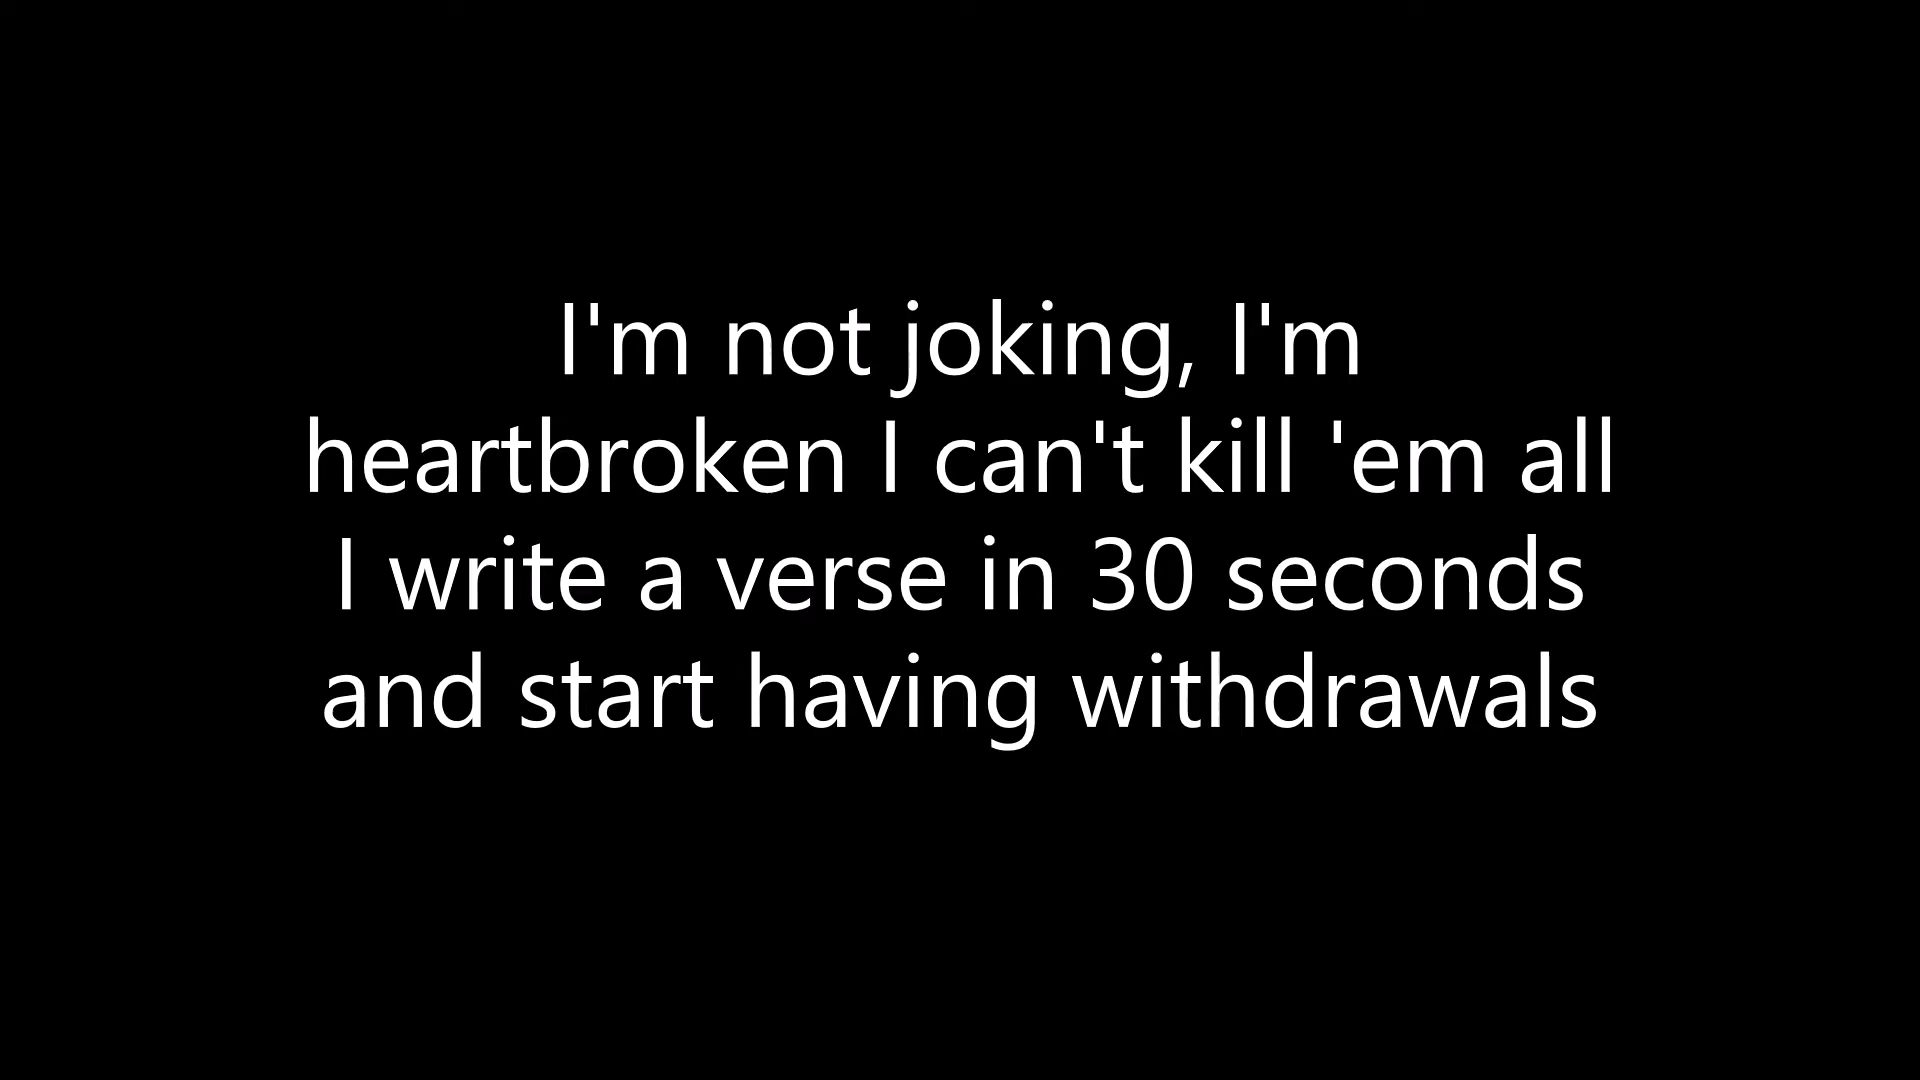 I'm not joking, I'm
heartbroken I can't kill 'em all
I write a verse in 30 seconds
and start having withdrawals